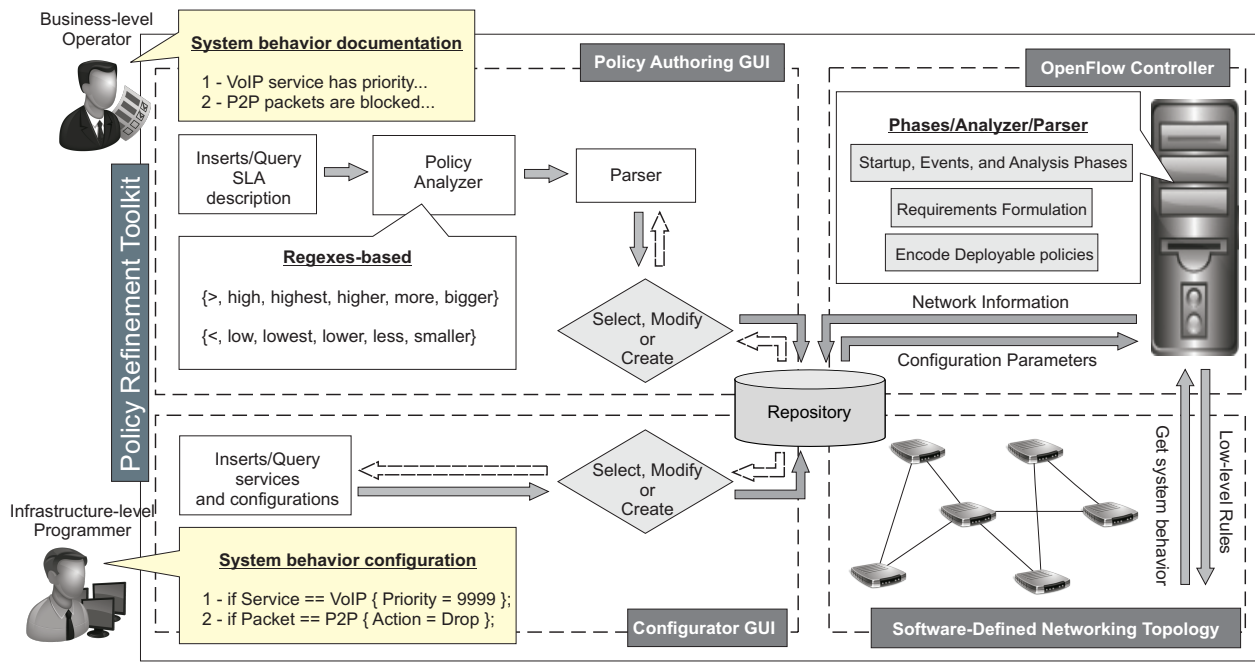 Business-level
Operator
System behavior documentation
1 - VoIP service has priority...
2 - P2P packets are blocked...
Policy Authoring GUI
OpenFlow Controller
Phases/Analyzer/Parser
Startup, Events, and Analysis Phases
Requirements Formulation
Encode Deployable policies
Inserts/Query
SLA
description
Policy
Analyzer
Parser
Regexes-based
{>, high, highest, higher, more, bigger}
{<, low, lowest, lower, less, smaller}
Select, Modify
or
Create
Network Information
Configuration Parameters
Policy Refinement Toolkit
Repository
Inserts/Query
services
and configurations
Select, Modify
or
Create
Get system behavior
Low-level Rules
Infrastructure-level
Programmer
System behavior configuration
1 - if Service == VoIP { Priority = 9999 };
2 - if Packet == P2P { Action = Drop };
Configurator GUI
Software-Defined Networking Topology